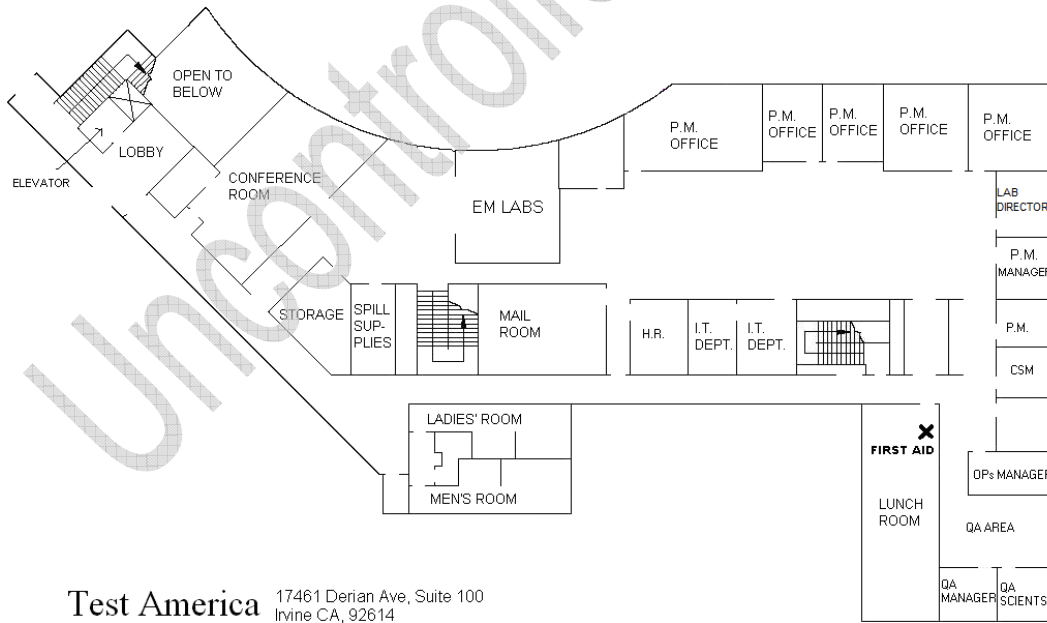 Uncontrolled
OPEN TO
BELOW
LOBBY
ELEVATOR
CONFERENCE
ROOM
EM LABS
P.M.
OFFICE
P.M.
OFFICE
P.M.
OFFICE
P.M.
OFFICE
P.M.
OFFICE
LAB
DIRECTOR
P.M.
MANAGER
STORAGE
SPILL
SUP-
PLIES
MAIL
ROOM
H.R.
I.T.
DEPT.
I.T.
DEPT.
P.M.
CSM
LADIES' ROOM
MEN'S ROOM
FIRST AID
LUNCH
ROOM
OPs MANAGER
QA AREA
QA
MANAGER
QA
SCIENTS
Test America
17461 Derian Ave, Suite 100
Irvine CA, 92614